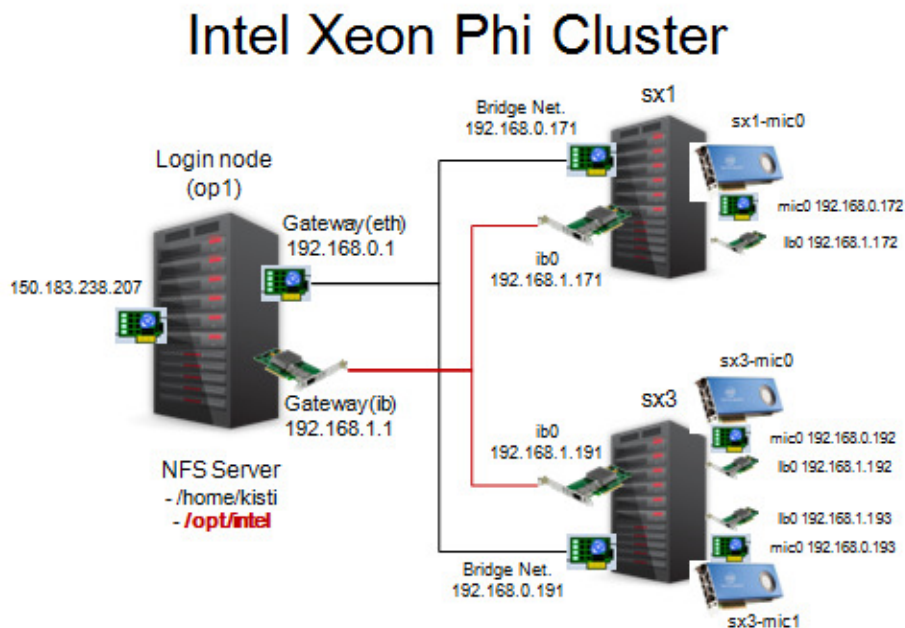 Intel Xeon Phi Cluster
Login node
(op1)
150.183.238.207
Gateway(eth)
192.168.0.1
Gateway(ib)
192.168.1.1
NFS Server
- /home/kisti
- /opt/intel
Bridge Net.
192.168.0.171
sx1
sx1-mic0
mic0 192.168.0.172
Ib0 192.168.1.172
ib0
192.168.1.171
sx3-mic0
sx3
ib0
192.168.1.191
mic0 192.168.0.192
Ib0 192.168.1.192
Ib0 192.168.1.193
mic0 192.168.0.193
Bridge Net.
192.168.0.191
sx3-mic1